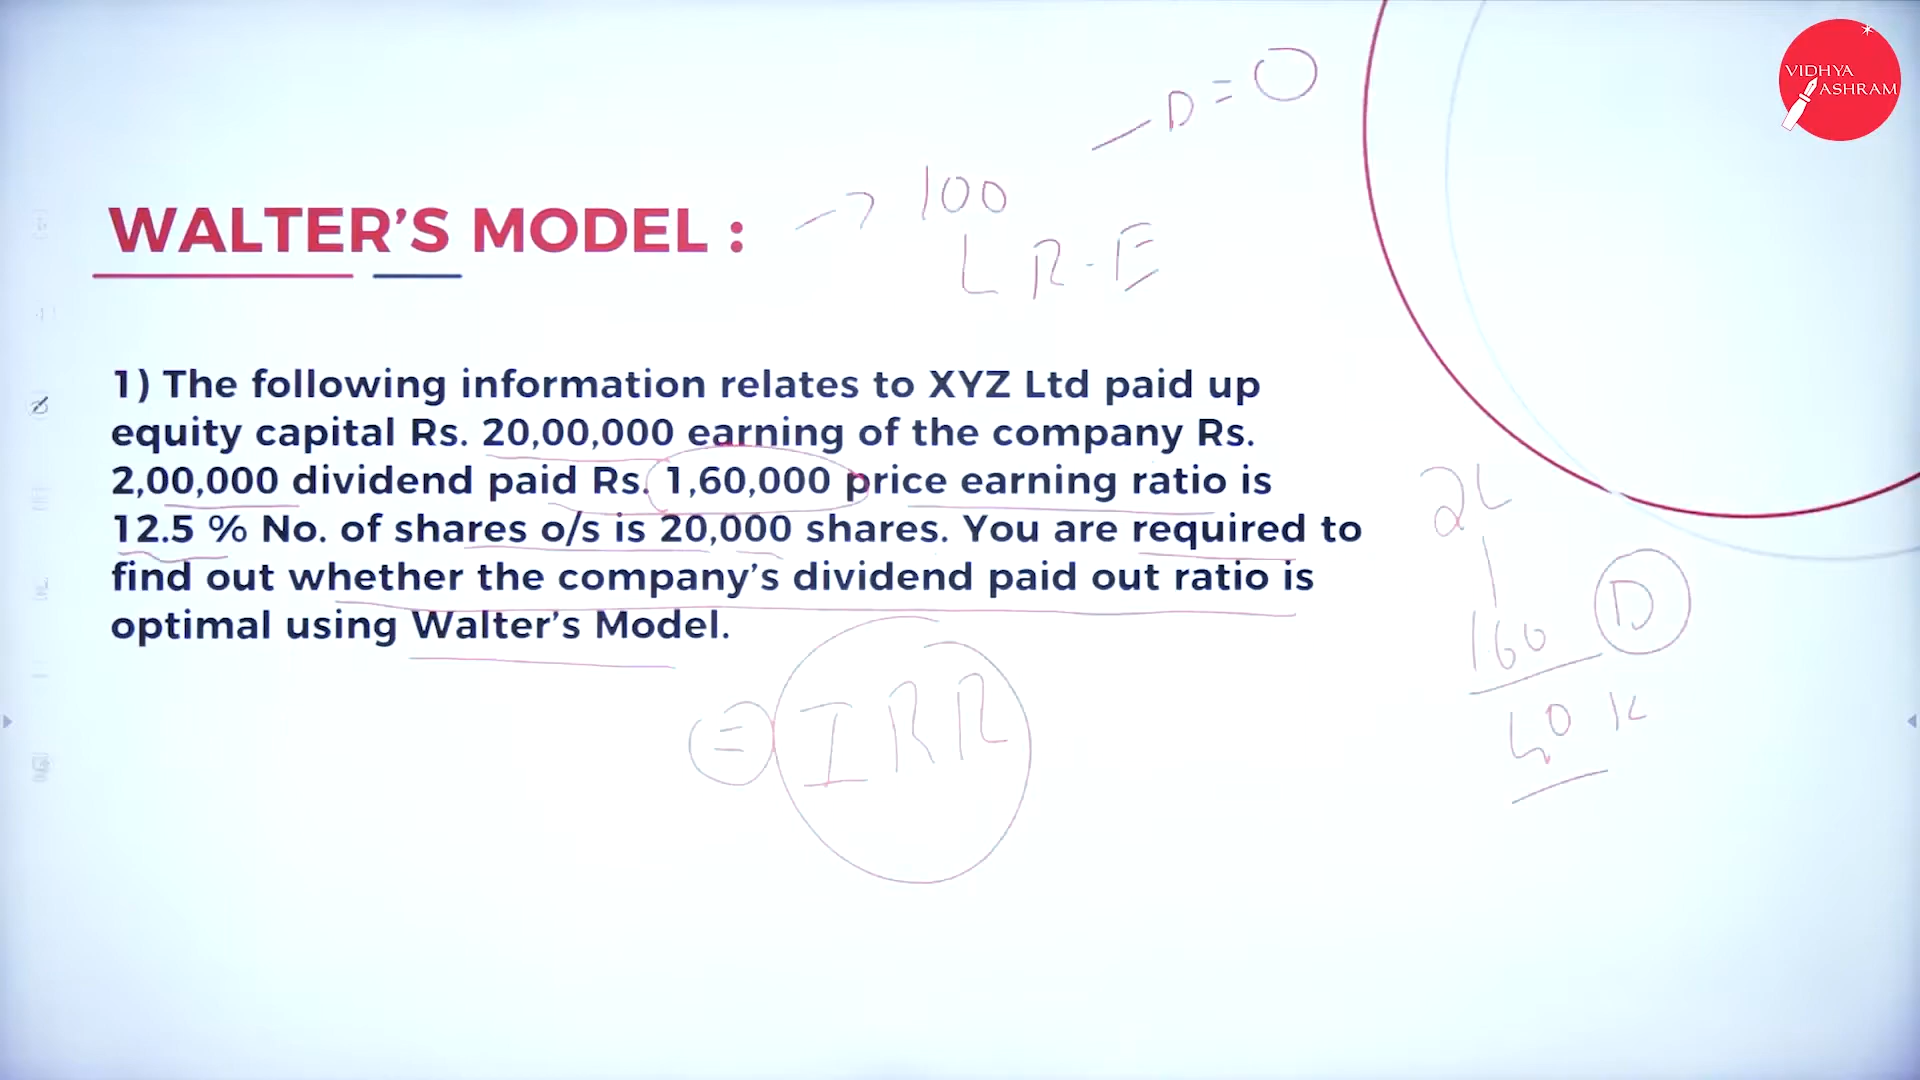 VIDHYA
ASHRAM
D = O
WALTER'S MODEL :
→ 100
L R-E
1) The following information relates to XYZ Ltd paid up
equity capital Rs. 20,00,000 earning of the company Rs.
2,00,000 dividend paid Rs. 1,60,000 price earning ratio is
12.5 % No. of shares o/s is 20,000 shares. You are required to
find out whether the company's dividend paid out ratio is
optimal using Walter's Model.
2L
160 D
40 K
= IRR